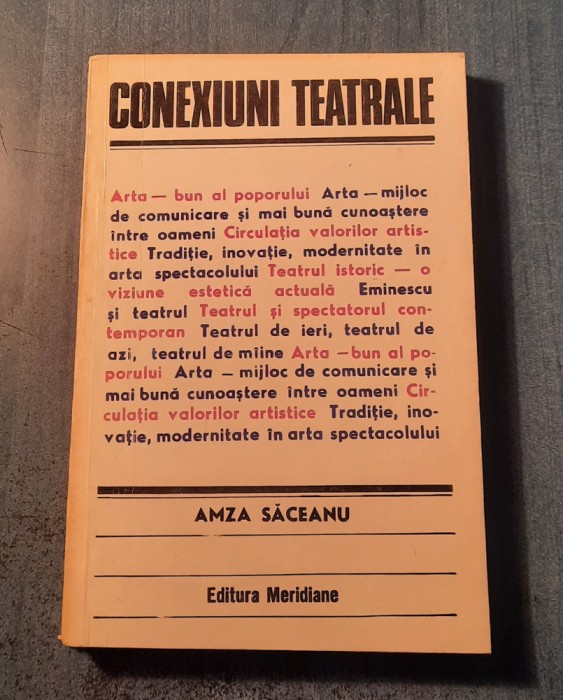 CONEXIUNI TEATRALE
Arta — bun al poporului Arta — mijloc
de comunicare și mai bună cunoaștere
între oameni Circulația valorilor artis-
tice Tradiție, inovație, modernitate în
arta spectacolului Teatrul istoric — o
viziune estetică actuală Eminescu
și teatrul Teatrul și spectatorul con-
temporan Teatrul de ieri, teatrul de
azi, teatrul de mîine Arta — bun al po-
porului Arta — mijloc de comunicare și
mai bună cunoaștere între oameni Cir-
culația valorilor artistice Tradiție, ino-
vație, modernitate în arta spectacolului
AMZA SĂCEANU
Editura Meridiane